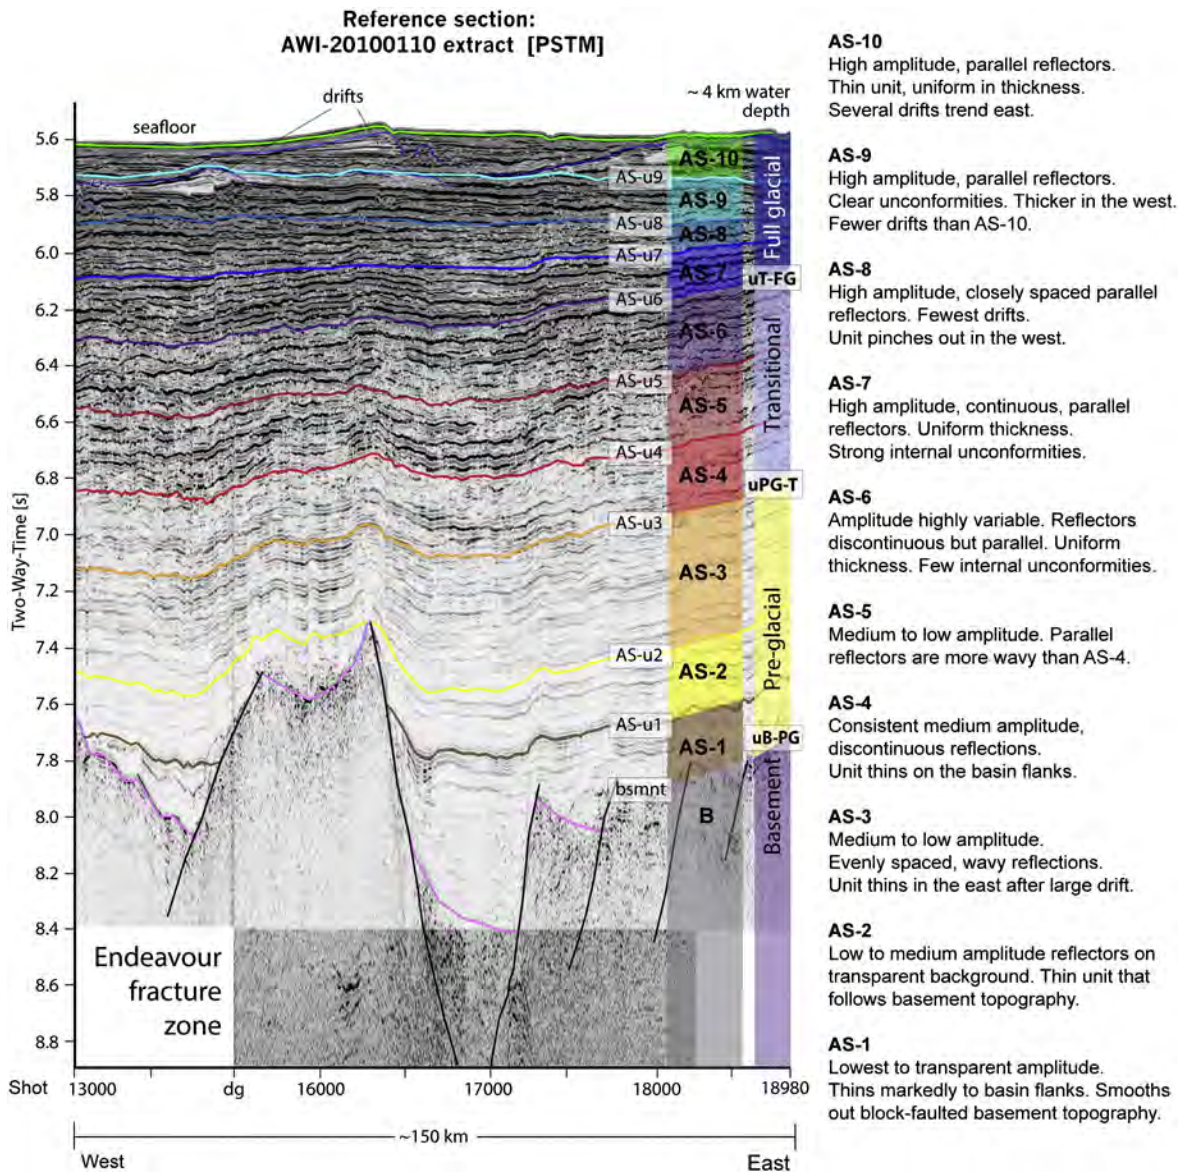 Reference section:
AWI-20100110 extract [PSTM]
drifts
seafloor
~ 4 km water
depth
5.6
5.8
6.0
6.2
6.4
6.6
6.8
7.0
7.2
7.4
7.6
7.8
8.0
8.2
8.4
8.6
8.8
Two-Way-Time [s]
AS-u9
AS-u8
AS-u7
AS-u6
AS-u5
AS-u4
AS-u3
AS-u2
AS-u1
bsmnt
AS-10
AS-9
AS-8
AS-7
AS-6
AS-5
AS-4
AS-3
AS-2
AS-1
B
Full glacial
uT-FG
Transitional
uPG-T
Pre-glacial
uB-PG
Basement
Endeavour
fracture
zone
Shot
13000
dg
16000
17000
18000
18980
~150 km
West
East
AS-10
High amplitude, parallel reflectors.
Thin unit, uniform in thickness.
Several drifts trend east.
AS-9
High amplitude, parallel reflectors.
Clear unconformities. Thicker in the west.
Fewer drifts than AS-10.
AS-8
High amplitude, closely spaced parallel
reflectors. Fewest drifts.
Unit pinches out in the west.
AS-7
High amplitude, continuous, parallel
reflectors. Uniform thickness.
Strong internal unconformities.
AS-6
Amplitude highly variable. Reflectors
discontinuous but parallel. Uniform
thickness. Few internal unconformities.
AS-5
Medium to low amplitude. Parallel
reflectors are more wavy than AS-4.
AS-4
Consistent medium amplitude,
discontinuous reflections.
Unit thins on the basin flanks.
AS-3
Medium to low amplitude.
Evenly spaced, wavy reflections.
Unit thins in the east after large drift.
AS-2
Low to medium amplitude reflectors on
transparent background. Thin unit that
follows basement topography.
AS-1
Lowest to transparent amplitude.
Thins markedly to basin flanks. Smooths
out block-faulted basement topography.